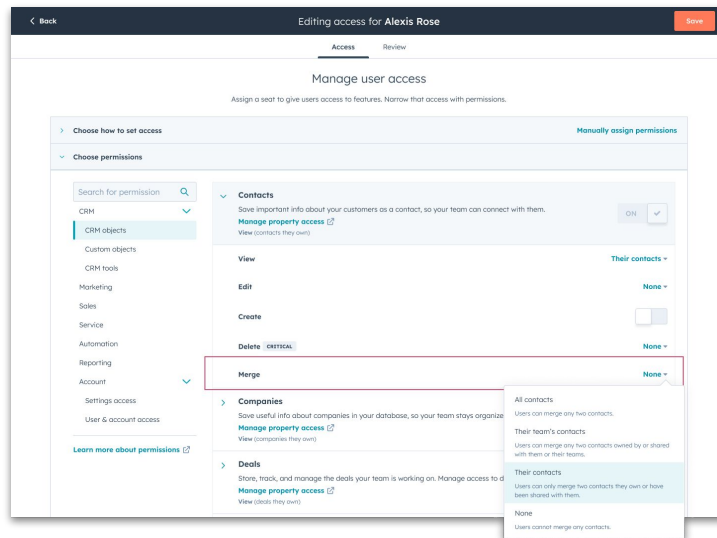 Back
Editing access for Alexis Rose
Save
Access
Review
Manage user access
Assign a seat to give users access to features. Narrow that access with permissions.
Choose how to set access
Manually assign permissions
Choose permissions
Search for permission
CRM
CRM objects
Custom objects
CRM tools
Marketing
Sales
Service
Automation
Reporting
Account
Settings access
User & account access
Learn more about permissions
Contacts
Save important info about your customers as a contact, so your team can connect with them.
Manage property access
View (contacts they own)
ON
View
Their contacts
Edit
None
Create
Delete CRITICAL
None
Merge
None
Companies
Save useful info about companies in your database, so your team stays organize
Manage property access
View (companies they own)
Deals
Store, track, and manage the deals your team is working on. Manage access to d
Manage property access
View (deals they own)
All contacts
Users can merge any two contacts.
Their team's contacts
Users can merge any two contacts owned by or shared
with them or their teams.
Their contacts
Users can only merge two contacts they own or have
been shared with them.
None
Users cannot merge any contacts.